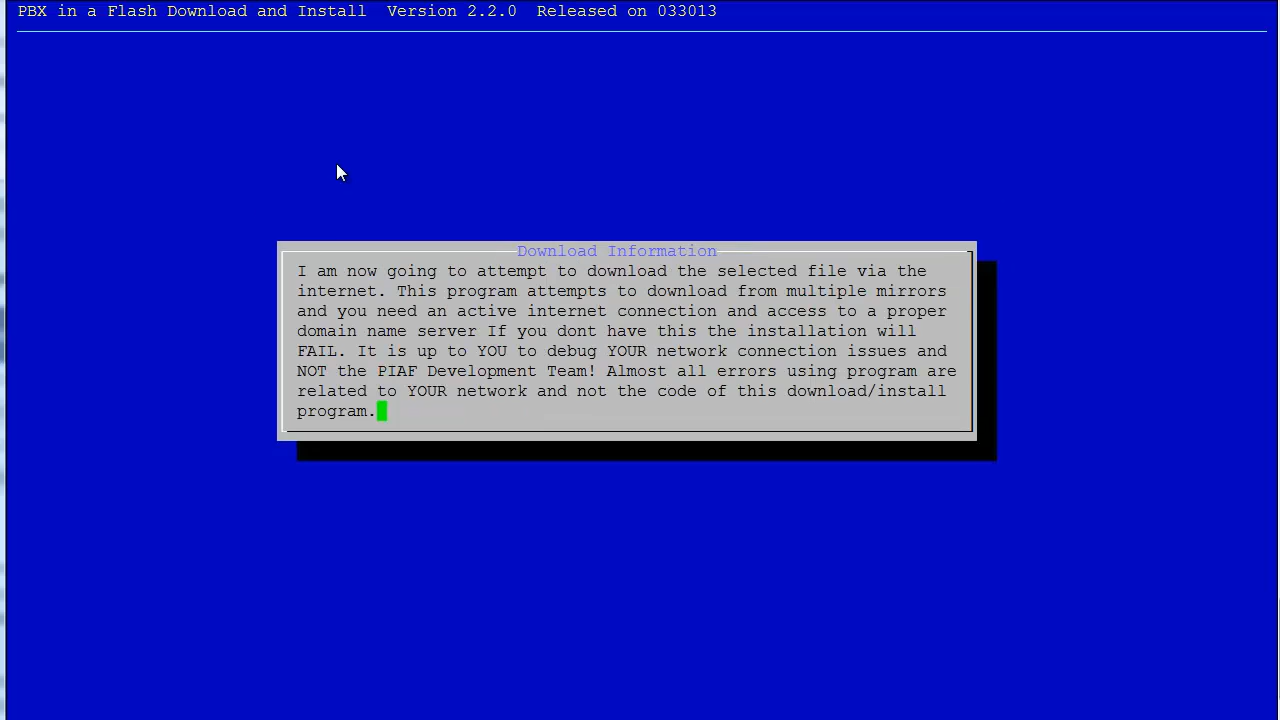 PBX in a Flash Download and Install  Version 2.2.0  Released on 033013
Download Information
I am now going to attempt to download the selected file via the
internet. This program attempts to download from multiple mirrors
and you need an active internet connection and access to a proper
domain name server If you dont have this the installation will
FAIL. It is up to YOU to debug YOUR network connection issues and
NOT the PIAF Development Team! Almost all errors using program are
related to YOUR network and not the code of this download/install
program.